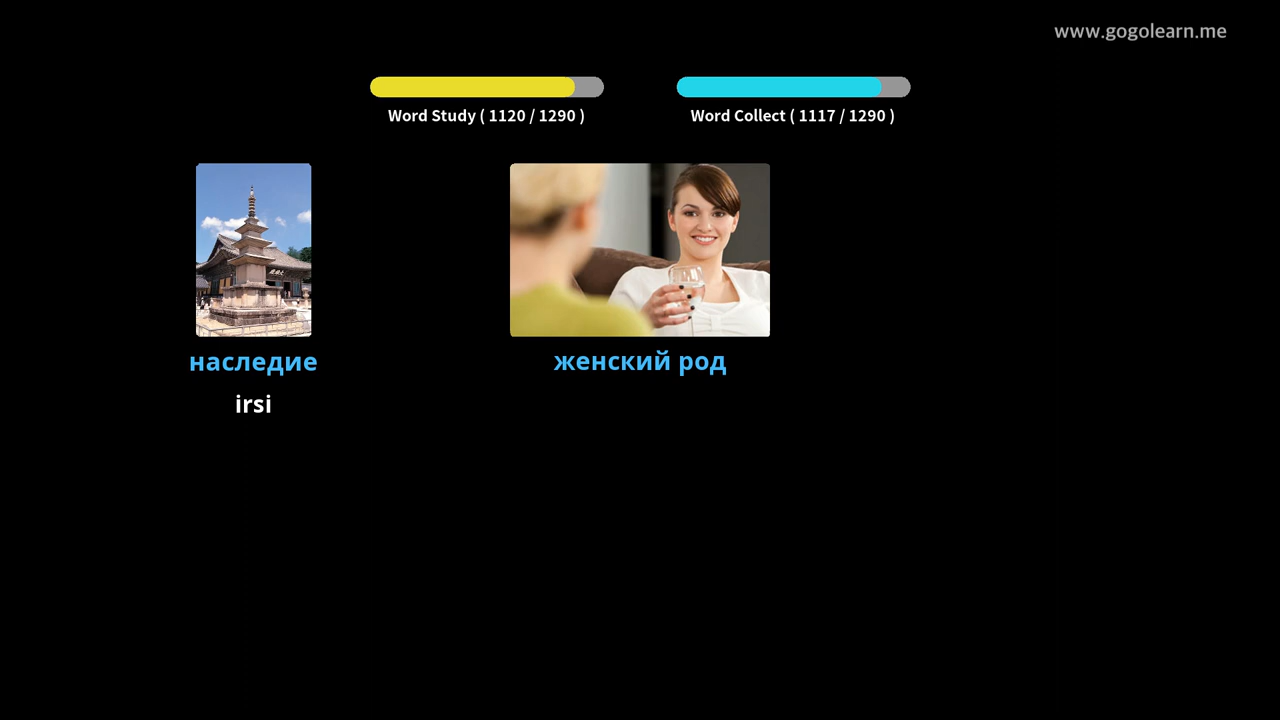 www.gogolearn.me
Word Study ( 1120 / 1290 )
Word Collect ( 1117 / 1290 )
наследие
irsi
женский род